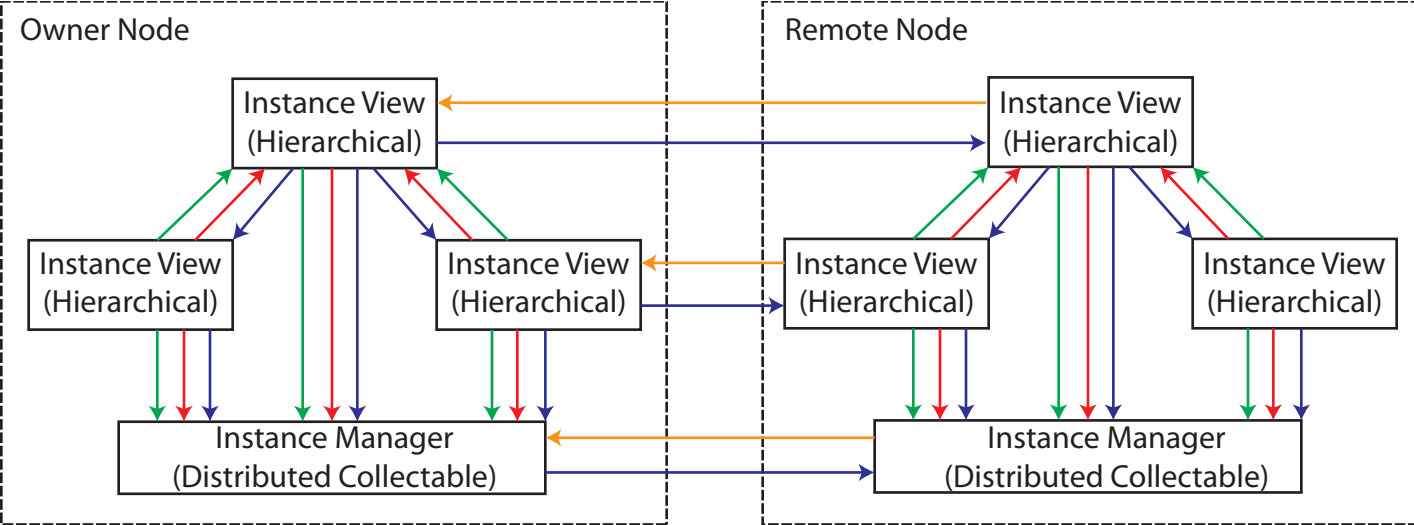 Owner Node
Remote Node
Instance View
(Hierarchical)
Instance View
(Hierarchical)
Instance View
(Hierarchical)
Instance View
(Hierarchical)
Instance View
(Hierarchical)
Instance View
(Hierarchical)
Instance Manager
(Distributed Collectable)
Instance Manager
(Distributed Collectable)